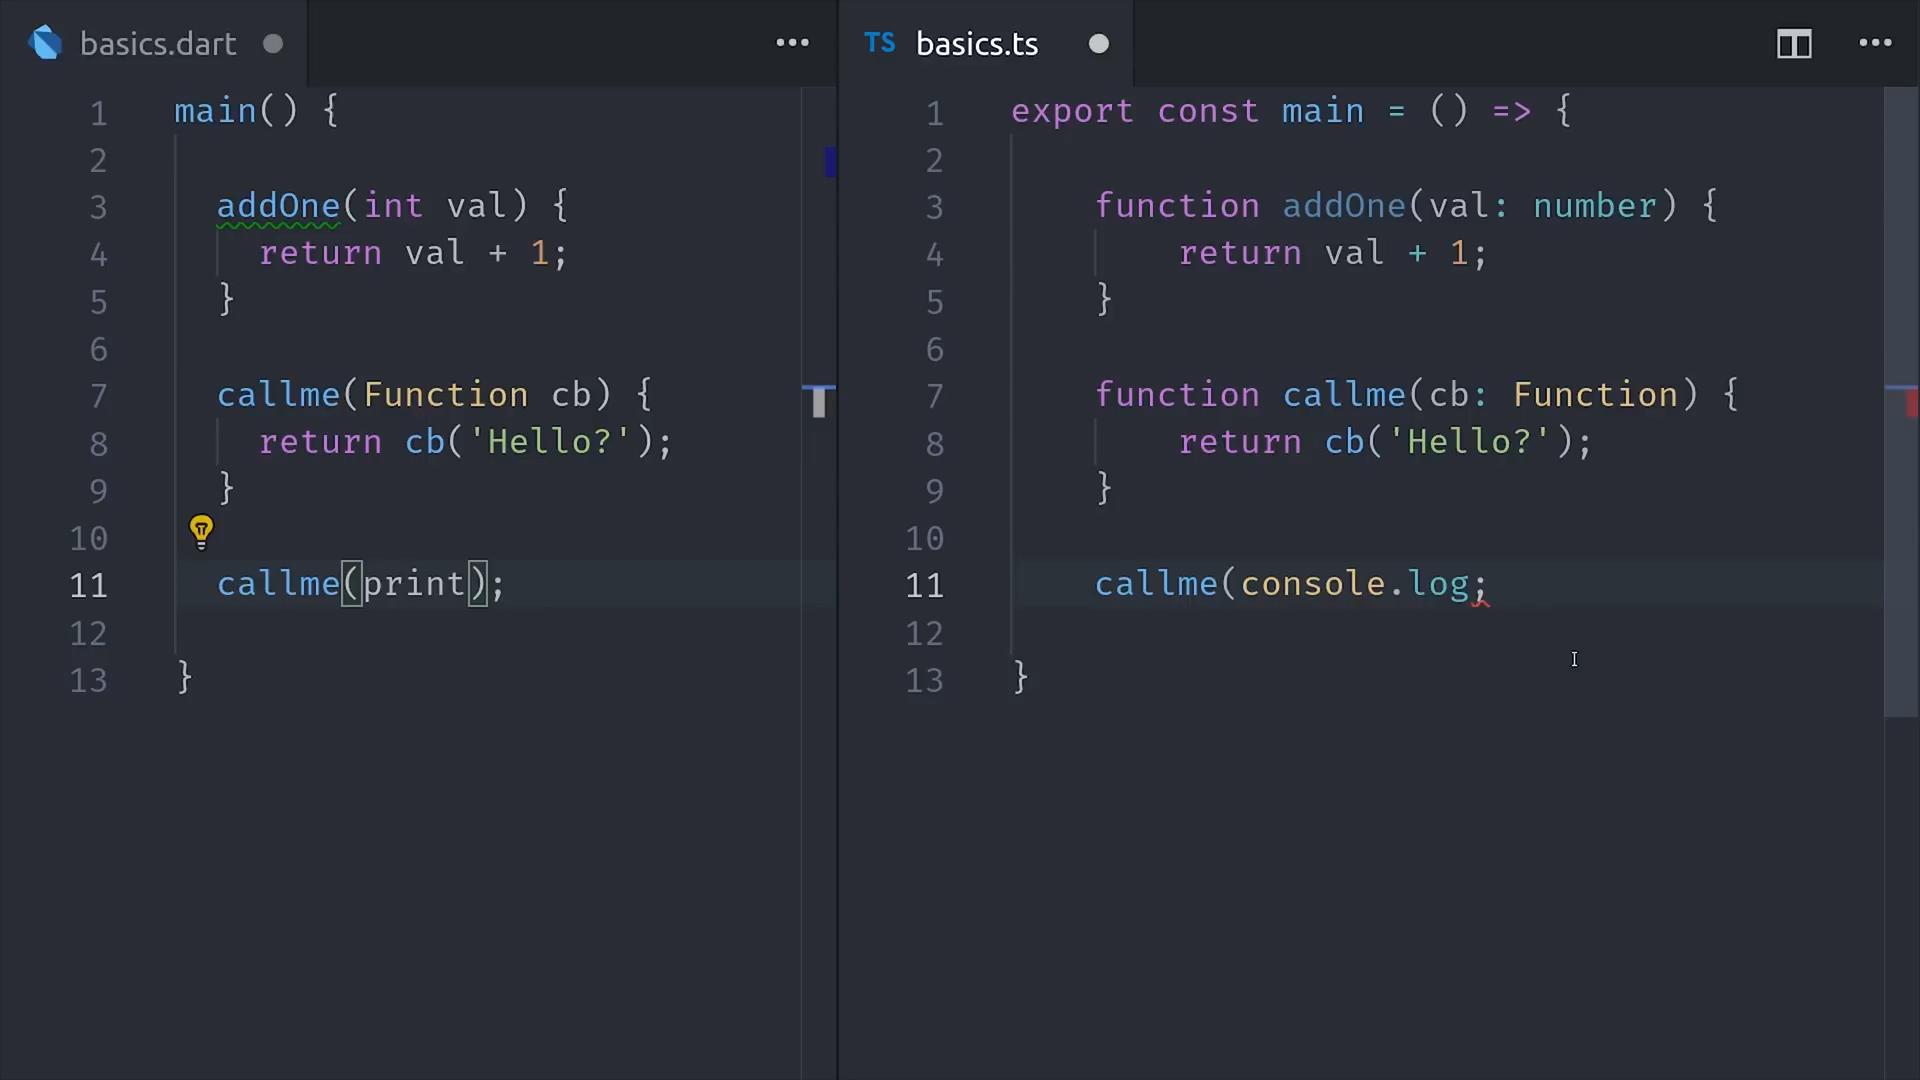 basics.dart
1 main() {
2
3 addOne(int val) {
4 return val + 1;
5 }
6
7 callme(Function cb) {
8 return cb('Hello?');
9 }
10
11 callme(print);
12
13 }
TS basics.ts
1 export const main = () => {
2
3 function addOne(val: number) {
4 return val + 1;
5 }
6
7 function callme(cb: Function) {
8 return cb('Hello?');
9 }
10
11 callme(console.log;
12
13 }